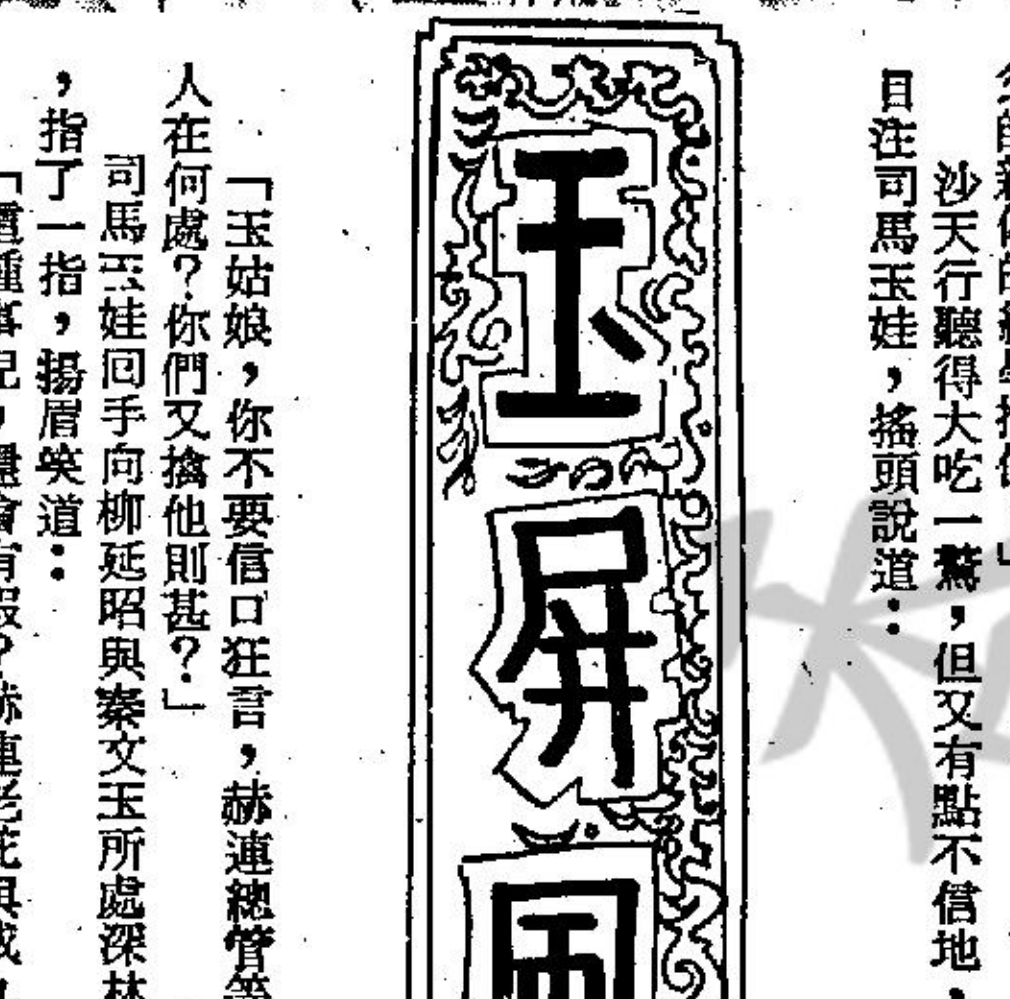 沙天行聽得大吃一驚，但又有點不信地，
目注司馬玉娃，搖頭說道：
玉屏
「玉姑娘，你不要信口狂言，赫連總管等
人在何處？你們又擒他則甚？」
司馬玉娃回手向柳延昭與秦文玉所處深林
，指了一指，揚眉笑道：